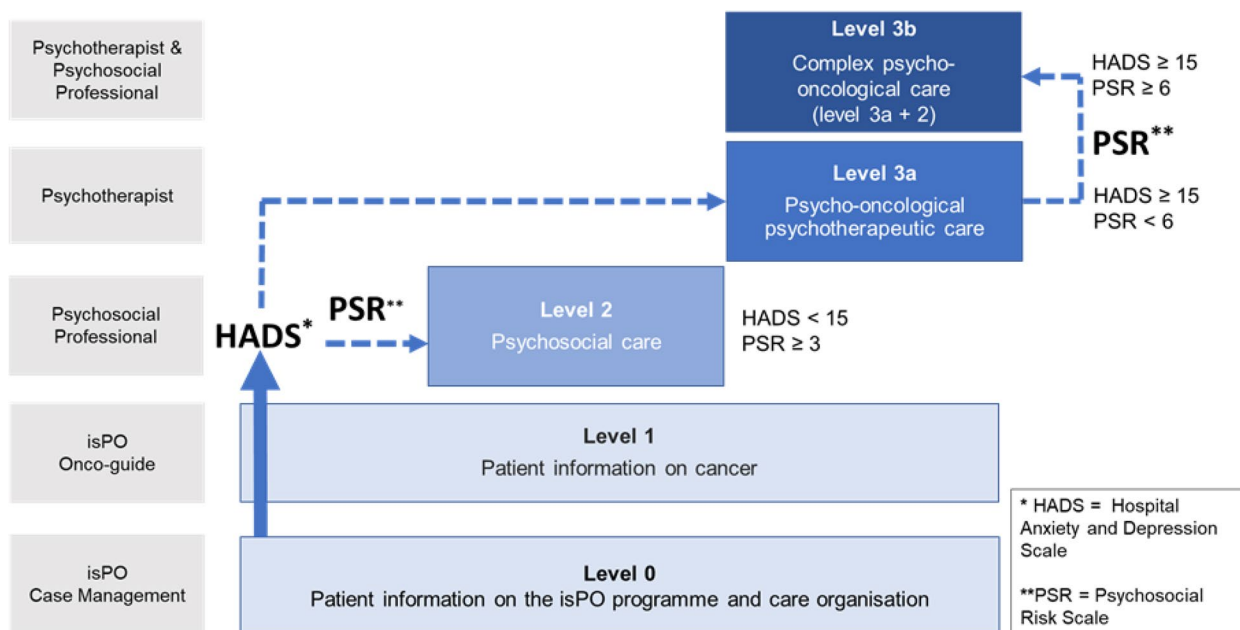 Psychotherapist &
Psychosocial
Professional
Level 3b
Complex psycho-
oncological care
(level 3a + 2)
HADS ≥ 15
PSR ≥ 6
PSR**
HADS ≥ 15
PSR < 6
Psychotherapist
Level 3a
Psycho-oncological
psychotherapeutic care
Psychosocial
Professional
HADS*
PSR**
Level 2
Psychosocial care
HADS < 15
PSR ≥ 3
isPO
Onco-guide
Level 1
Patient information on cancer
isPO
Case Management
Level 0
Patient information on the isPO programme and care organisation
* HADS = Hospital
Anxiety and Depression
Scale
**PSR = Psychosocial
Risk Scale